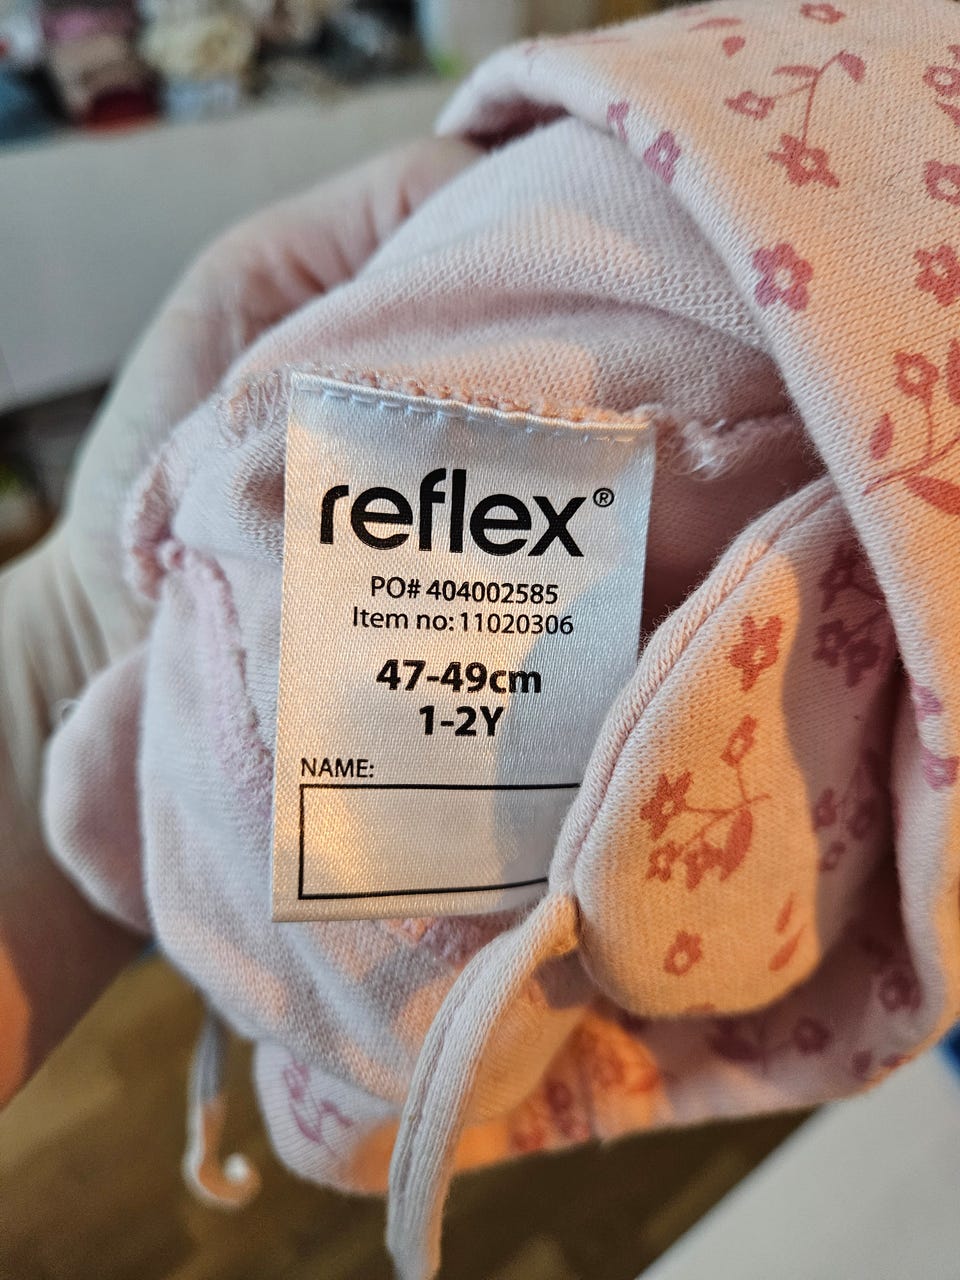 reflex®
PO# 404002585
Item no: 11020306
47-49cm
1-2Y
NAME: